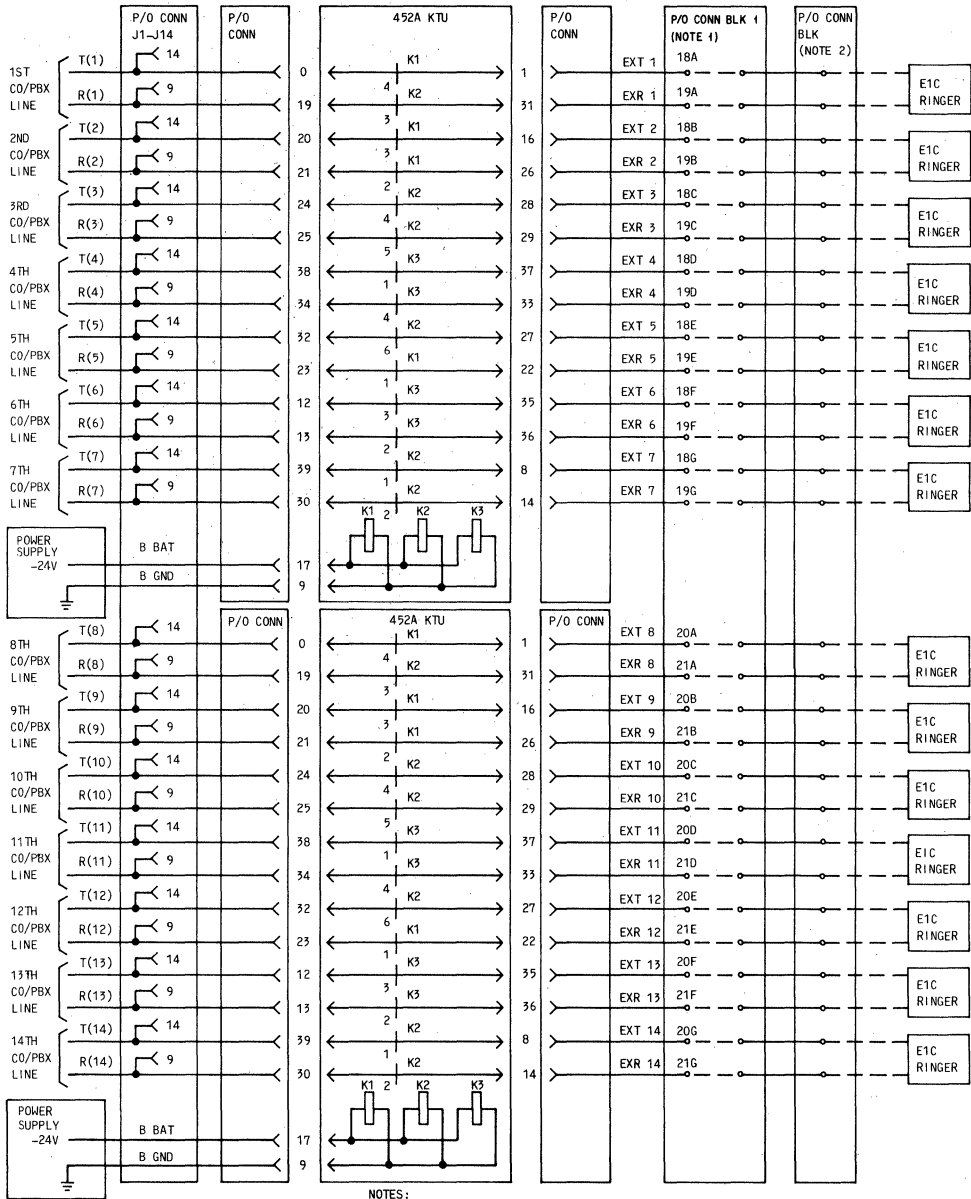 P/O CONN J1-J14 P/O CONN 452A KTU P/O CONN P/O CONN BLK 1 (NOTE 1) P/O CONN BLK (NOTE 2)
1ST CO/PBX LINE
T(1) 14 0 K1 4 1 EXT 1 18A
R(1) 9 19 K2 3 31 EXR 1 19A
E1C RINGER
2ND CO/PBX LINE
T(2) 14 20 K1 3 16 EXT 2 18B
R(2) 9 21 K1 2 26 EXR 2 19B
E1C RINGER
3RD CO/PBX LINE
T(3) 14 24 K2 4 28 EXT 3 18C
R(3) 9 25 K2 5 29 EXR 3 19C
E1C RINGER
4TH CO/PBX LINE
T(4) 14 38 K3 1 37 EXT 4 18D
R(4) 9 34 K3 4 33 EXR 4 19D
E1C RINGER
5TH CO/PBX LINE
T(5) 14 32 K2 6 27 EXT 5 18E
R(5) 9 23 K1 1 22 EXR 5 19E
E1C RINGER
6TH CO/PBX LINE
T(6) 14 12 K3 3 35 EXT 6 18F
R(6) 9 13 K3 2 36 EXR 6 19F
E1C RINGER
7TH CO/PBX LINE
T(7) 14 39 K2 1 8 EXT 7 18G
R(7) 9 30 K2 2 14 EXR 7 19G
E1C RINGER
K1 K2 K3
POWER SUPPLY
-24V B BAT 17
B GND 9
P/O CONN 452A KTU P/O CONN
8TH CO/PBX LINE
T(8) 14 0 K1 4 1 EXT 8 20A
R(8) 9 19 K2 3 31 EXR 8 21A
E1C RINGER
9TH CO/PBX LINE
T(9) 14 20 K1 3 16 EXT 9 20B
R(9) 9 21 K1 2 26 EXR 9 21B
E1C RINGER
10TH CO/PBX LINE
T(10) 14 24 K2 4 28 EXT 10 20C
R(10) 9 25 K2 5 29 EXR 10 21C
E1C RINGER
11TH CO/PBX LINE
T(11) 14 38 K3 1 37 EXT 11 20D
R(11) 9 34 K3 4 33 EXR 11 21D
E1C RINGER
12TH CO/PBX LINE
T(12) 14 32 K2 6 27 EXT 12 20E
R(12) 9 23 K1 1 22 EXR 12 21E
E1C RINGER
13TH CO/PBX LINE
T(13) 14 12 K3 3 35 EXT 13 20F
R(13) 9 13 K3 2 36 EXR 13 21F
E1C RINGER
14TH CO/PBX LINE
T(14) 14 39 K2 1 8 EXT 14 20G
R(14) 9 30 K2 2 14 EXR 14 21G
E1C RINGER
K1 K2 K3
POWER SUPPLY
-24V B BAT 17
B GND 9
NOTES: